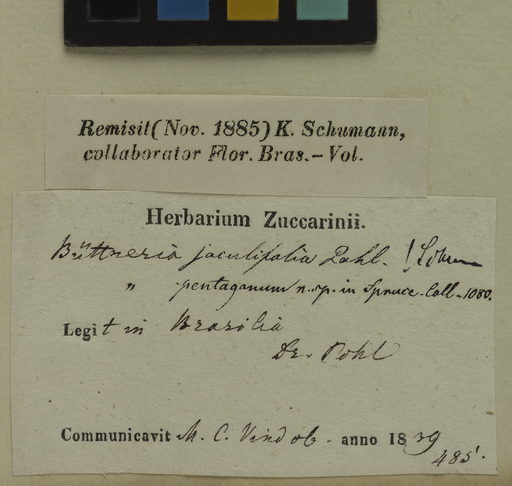 Remisit (Nov. 1885) K. Schumann,
collaborator Flor. Bras. - Vol.
Herbarium Zuccarinii.
Büttneria jaculifolia Pohl. !
" pentagonum n. sp. in Spruce. Coll. 1080.
Legit in Brasilia
Dr. Pohl
Communicavit M. C. Vindob. anno 1839
485.